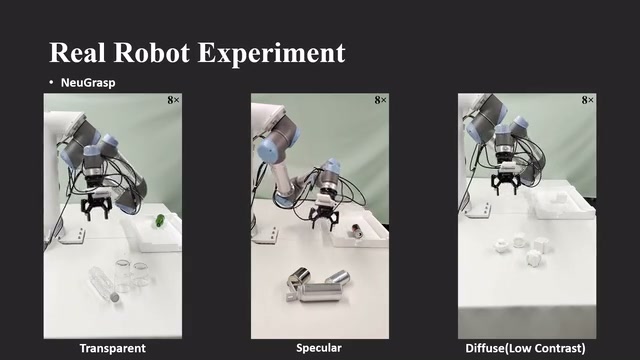 Real Robot Experiment
• NeuGrasp
8×
8×
8×
Transparent
Specular
Diffuse(Low Contrast)